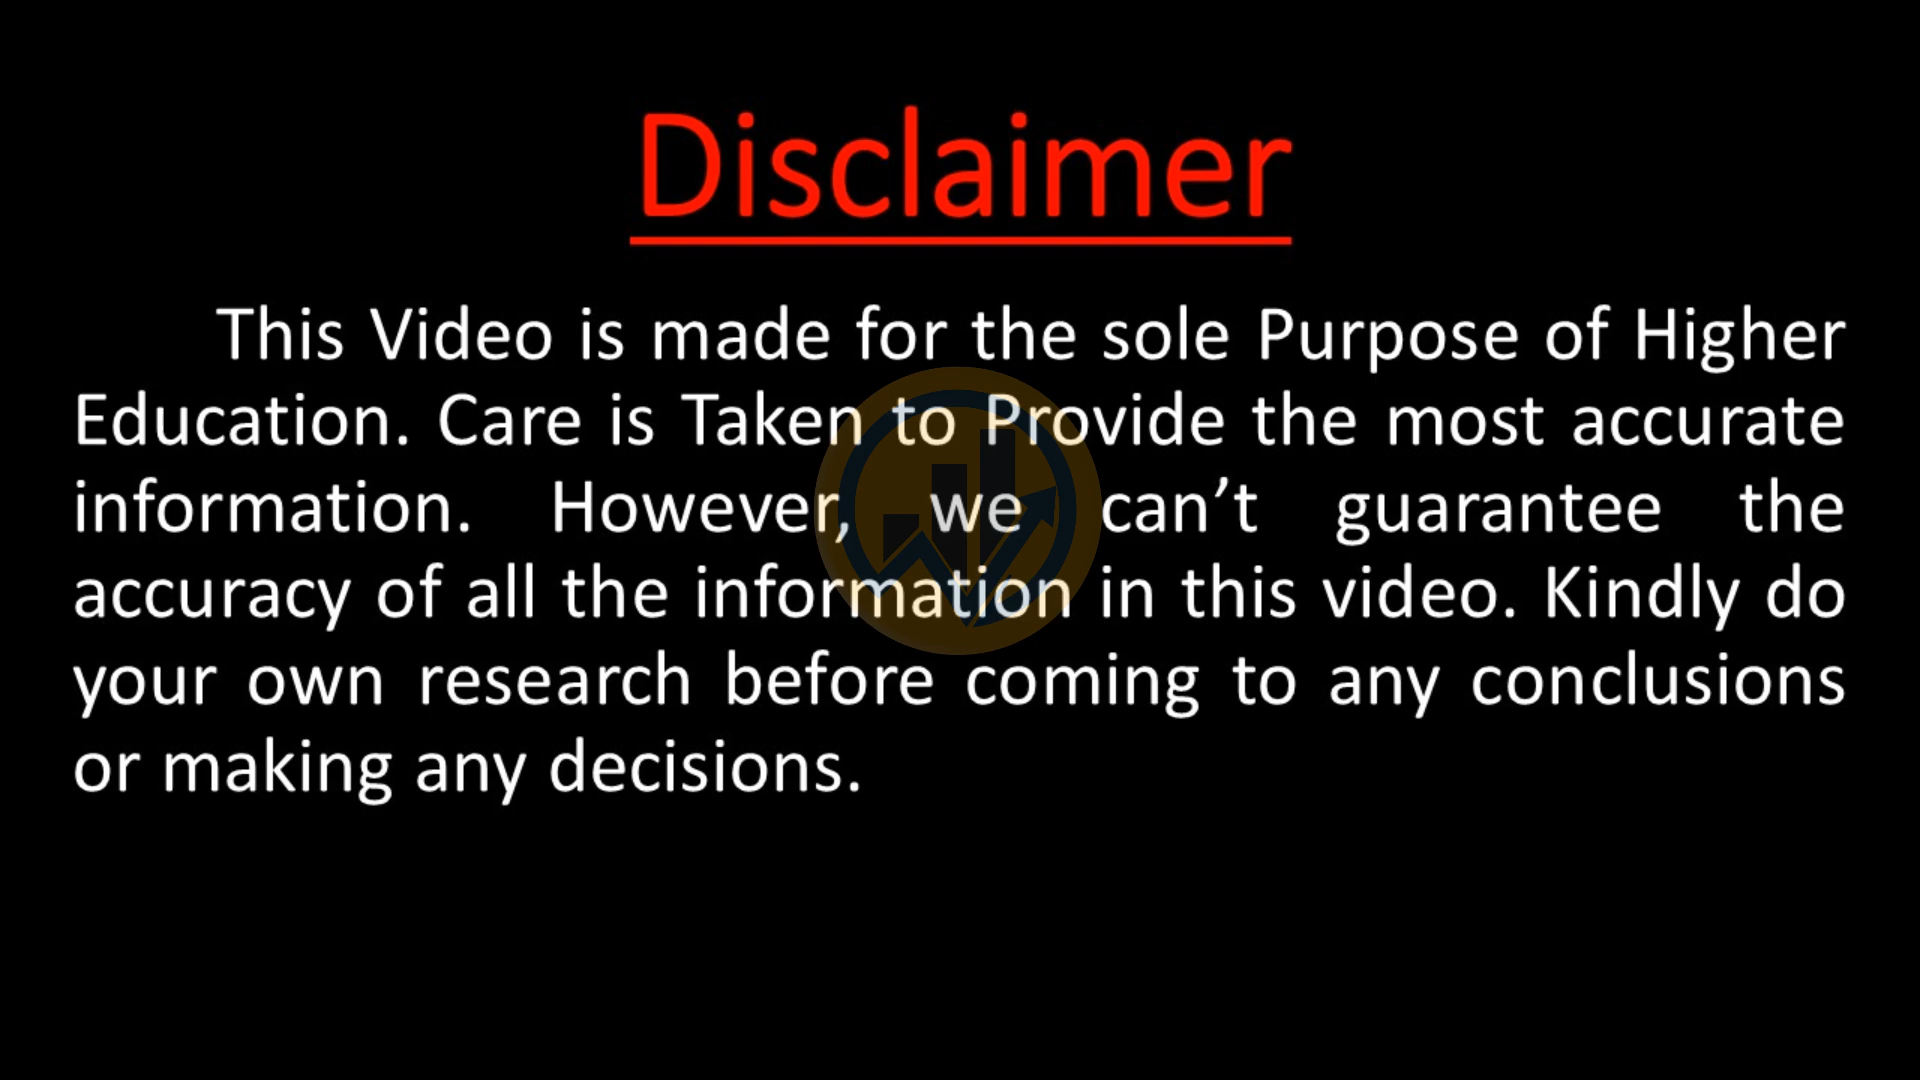 Disclaimer
This Video is made for the sole Purpose of Higher
Education. Care is Taken to Provide the most accurate
information. However, we can’t guarantee the
accuracy of all the information in this video. Kindly do
your own research before coming to any conclusions
or making any decisions.